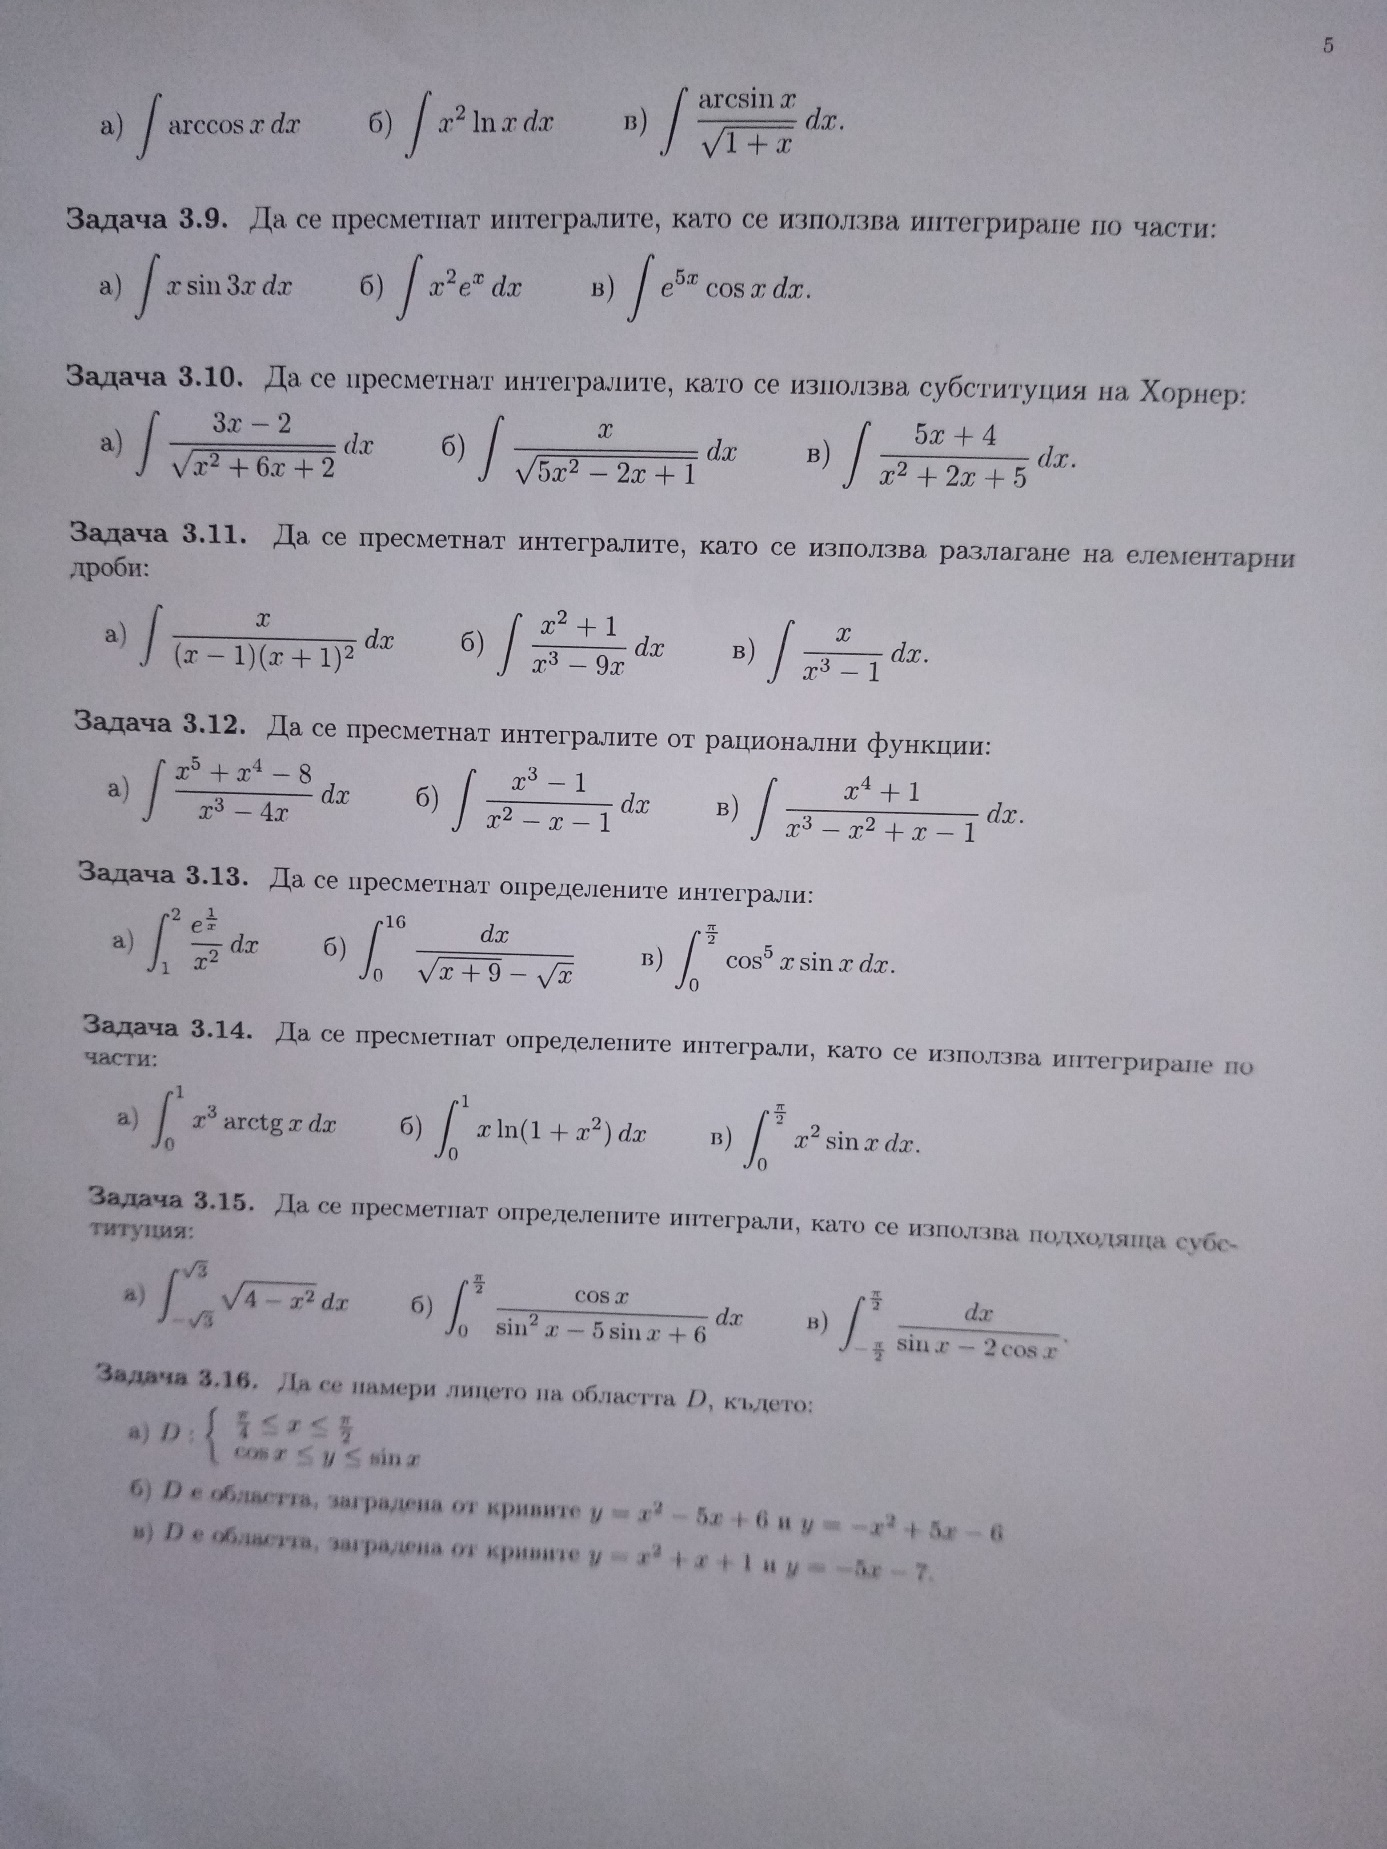 5
а) ∫ arccos x dx б) ∫ x² ln x dx в) ∫ arcsin x / √(1 + x) dx.
Задача 3.9. Да се пресметнат интегралите, като се използва интегриране по части:
а) ∫ x sin 3x dx б) ∫ x²eˣ dx в) ∫ e⁵ˣ cos x dx.
Задача 3.10. Да се пресметнат интегралите, като се използва субституция на Хорнер:
а) ∫ (3x − 2) / √(x² + 6x + 2) dx б) ∫ x / √(5x² − 2x + 1) dx в) ∫ (5x + 4) / (x² + 2x + 5) dx.
Задача 3.11. Да се пресметнат интегралите, като се използва разлагане на елементарни
дроби:
а) ∫ x / ((x − 1)(x + 1)²) dx б) ∫ (x² + 1) / (x³ − 9x) dx в) ∫ x / (x³ − 1) dx.
Задача 3.12. Да се пресметнат интегралите от рационални функции:
а) ∫ (x⁵ + x⁴ − 8) / (x³ − 4x) dx б) ∫ (x³ − 1) / (x² − x − 1) dx в) ∫ (x⁴ + 1) / (x³ − x² + x − 1) dx.
Задача 3.13. Да се пресметнат определените интеграли:
а) ∫₁² e^(1/x) / x² dx б) ∫₀¹⁶ dx / (√(x + 9) − √x) в) ∫₀^(π/2) cos⁵ x sin x dx.
Задача 3.14. Да се пресметнат определените интеграли, като се използва интегриране по
части:
а) ∫₀¹ x³ arctg x dx б) ∫₀¹ x ln(1 + x²) dx в) ∫₀^(π/2) x² sin x dx.
Задача 3.15. Да се пресметнат определените интеграли, като се използва подходяща субс-
титуция:
а) ∫_(−√3)^(√3) √(4 − x²) dx б) ∫₀^(π/2) cos x / (sin² x − 5 sin x + 6) dx в) ∫_(−π/2)^(π/2) dx / (sin x − 2 cos x).
Задача 3.16. Да се намери лицето на областта D, където:
а) D : { π/4 ≤ x ≤ π/2
cos x ≤ y ≤ sin x
б) D е областта, заградена от кривите y = x² − 5x + 6 и y = −x² + 5x − 6
в) D е областта, заградена от кривите y = x² + x + 1 и y = −5x − 7.